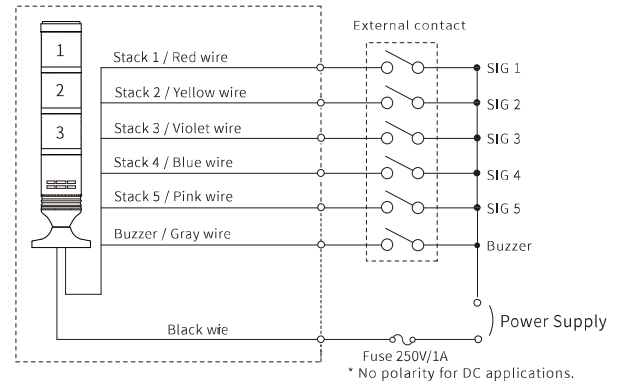 External contact
1
2
3
Stack 1 / Red wire
SIG 1
Stack 2 / Yellow wire
SIG 2
Stack 3 / Violet wire
SIG 3
Stack 4 / Blue wire
SIG 4
Stack 5 / Pink wire
SIG 5
Buzzer / Gray wire
Buzzer
Power Supply
Black wire
Fuse 250V/1A
* No polarity for DC applications.